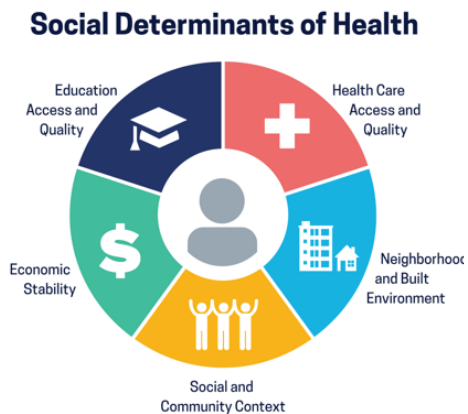 Social Determinants of Health
Education
Access and
Quality
Health Care
Access and
Quality
Neighborhood
and Built
Environment
Social and
Community Context
Economic
Stability
$